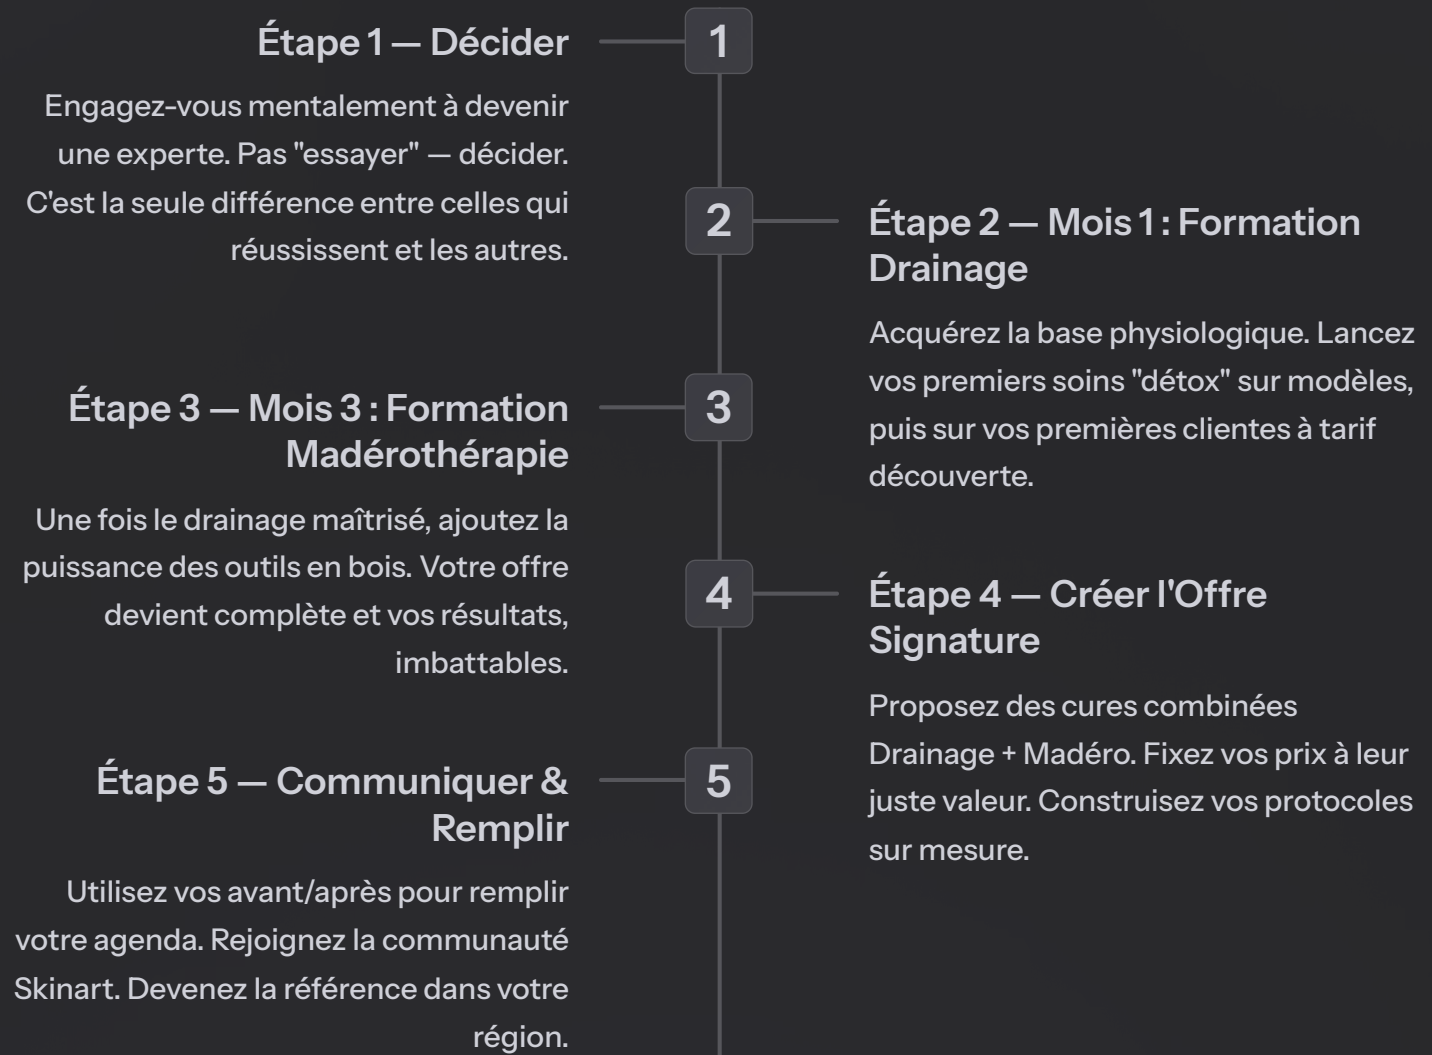 Étape 1 — Décider
1
Engagez-vous mentalement à devenir
une experte. Pas "essayer" — décider.
C'est la seule différence entre celles qui
réussissent et les autres.
2
Étape 2 — Mois 1 : Formation
Drainage
Acquérez la base physiologique. Lancez
vos premiers soins "détox" sur modèles,
puis sur vos premières clientes à tarif
découverte.
Étape 3 — Mois 3 : Formation
Madérothérapie
3
Une fois le drainage maîtrisé, ajoutez la
puissance des outils en bois. Votre offre
devient complète et vos résultats,
imbattables.
4
Étape 4 — Créer l'Offre
Signature
Proposez des cures combinées
Drainage + Madéro. Fixez vos prix à leur
juste valeur. Construisez vos protocoles
sur mesure.
Étape 5 — Communiquer &
Remplir
5
Utilisez vos avant/après pour remplir
votre agenda. Rejoignez la communauté
Skinart. Devenez la référence dans votre
région.